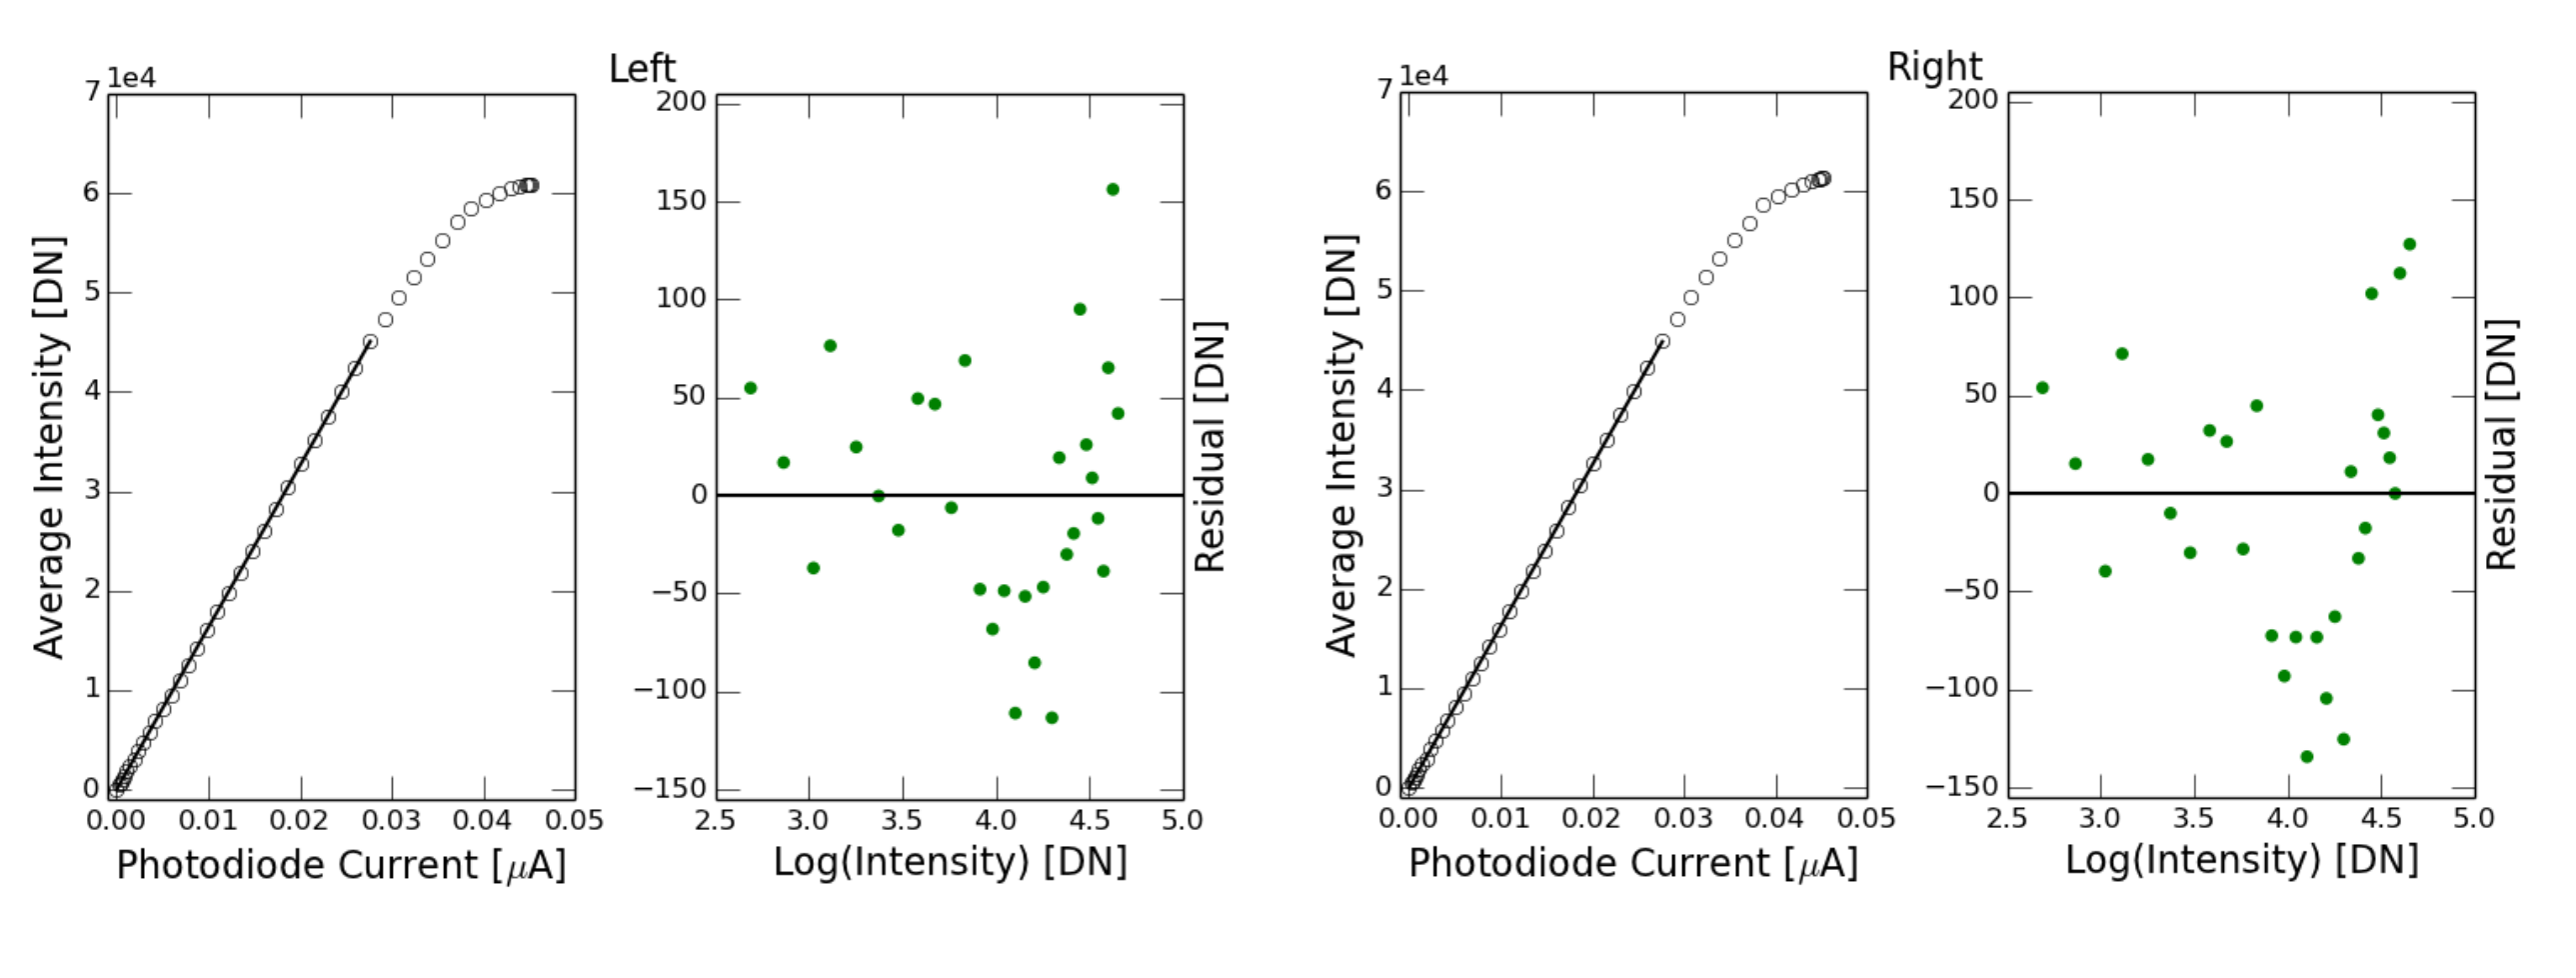 Left
Right
1e4
7
6
5
4
3
2
1
0
0.00 0.01 0.02 0.03 0.04 0.05
Average Intensity [DN]
Photodiode Current [μA]
200
150
100
50
0
−50
−100
−150
2.5 3.0 3.5 4.0 4.5 5.0
Residual [DN]
Log(Intensity) [DN]
1e4
7
6
5
4
3
2
1
0
0.00 0.01 0.02 0.03 0.04 0.05
Average Intensity [DN]
Photodiode Current [μA]
200
150
100
50
0
−50
−100
−150
2.5 3.0 3.5 4.0 4.5 5.0
Residual [DN]
Log(Intensity) [DN]